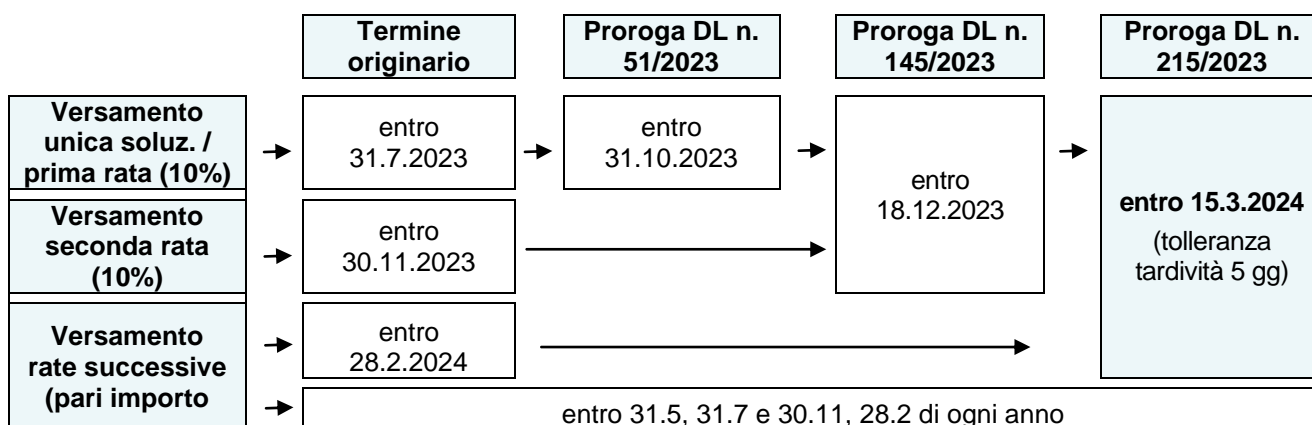 Termine
originario
Proroga DL n.
51/2023
Proroga DL n.
145/2023
Proroga DL n.
215/2023
Versamento
unica soluz. /
prima rata (10%)
entro
31.7.2023
entro
31.10.2023
entro
18.12.2023
entro 15.3.2024
(tolleranza
tardività 5 gg)
Versamento
seconda rata
(10%)
entro
30.11.2023
Versamento
rate successive
(pari importo
entro
28.2.2024
entro 31.5, 31.7 e 30.11, 28.2 di ogni anno